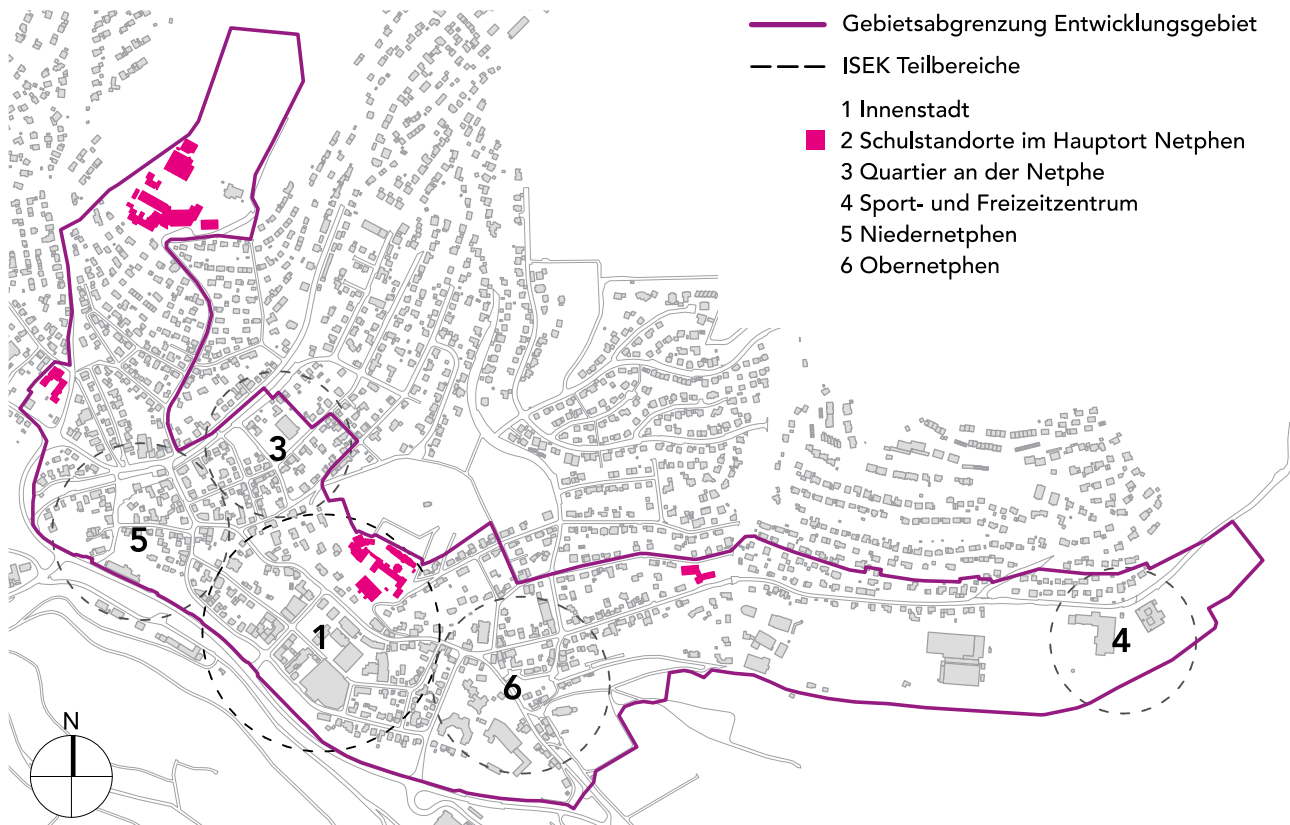 Gebietsabgrenzung Entwicklungsgebiet
ISEK Teilbereiche
1 Innenstadt
2 Schulstandorte im Hauptort Netphen
3 Quartier an der Netphe
4 Sport- und Freizeitzentrum
5 Niedernetphen
6 Obernetphen
3
5
1
4
6
N